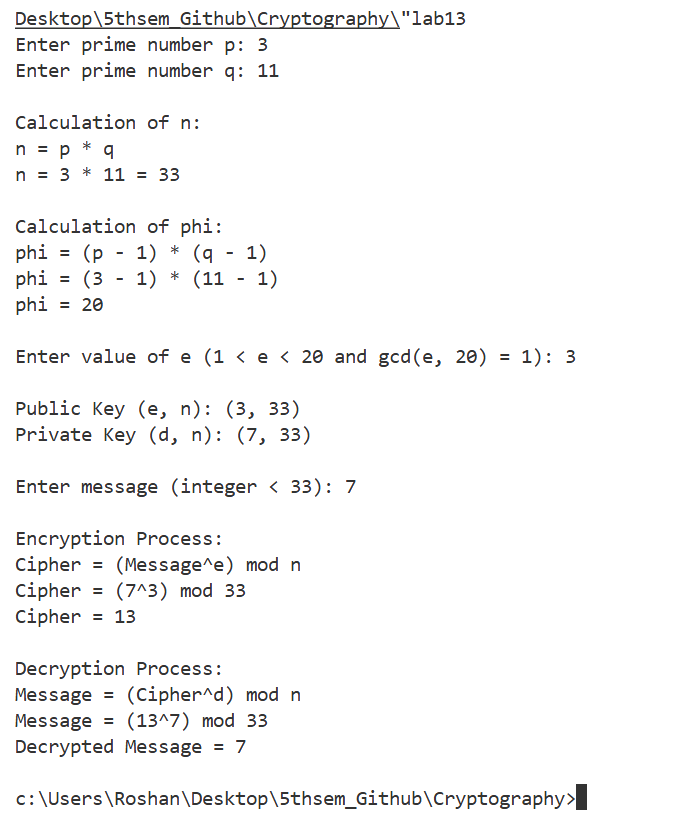 Desktop\5thsem_Github\Cryptography\"lab13
Enter prime number p: 3
Enter prime number q: 11
Calculation of n:
n = p * q
n = 3 * 11 = 33
Calculation of phi:
phi = (p - 1) * (q - 1)
phi = (3 - 1) * (11 - 1)
phi = 20
Enter value of e (1 < e < 20 and gcd(e, 20) = 1): 3
Public Key (e, n): (3, 33)
Private Key (d, n): (7, 33)
Enter message (integer < 33): 7
Encryption Process:
Cipher = (Message^e) mod n
Cipher = (7^3) mod 33
Cipher = 13
Decryption Process:
Message = (Cipher^d) mod n
Message = (13^7) mod 33
Decrypted Message = 7
c:\Users\Roshan\Desktop\5thsem_Github\Cryptography>